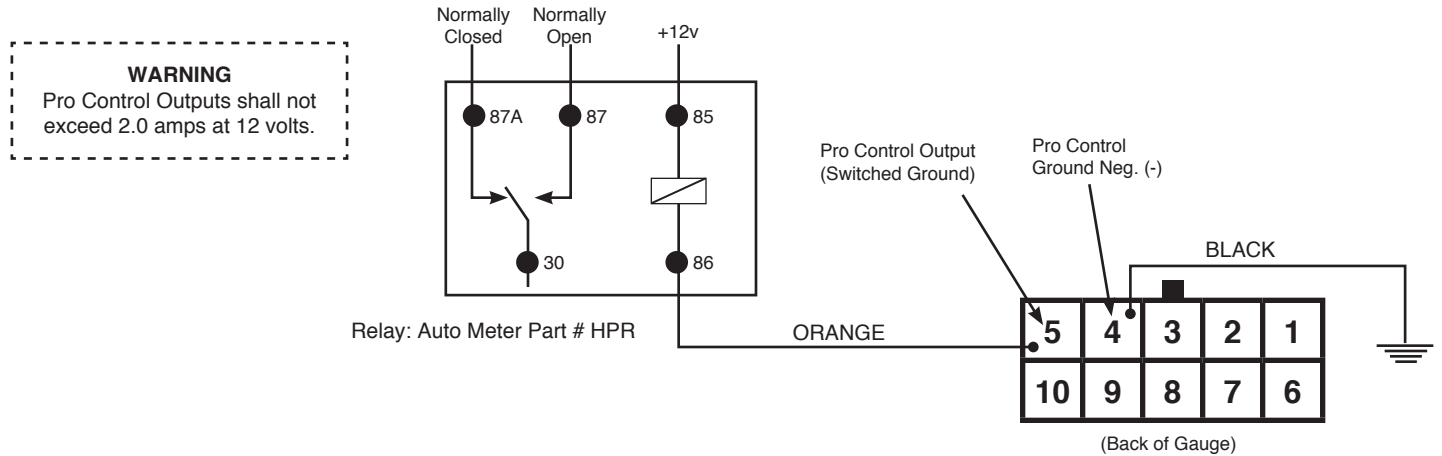 Normally
Closed
Normally
Open
+12v
WARNING
Pro Control Outputs shall not
exceed 2.0 amps at 12 volts.
87A
87
85
30
86
Relay: Auto Meter Part # HPR
ORANGE
Pro Control Output
(Switched Ground)
Pro Control
Ground Neg. (-)
BLACK
5 4 3 2 1
10 9 8 7 6
(Back of Gauge)